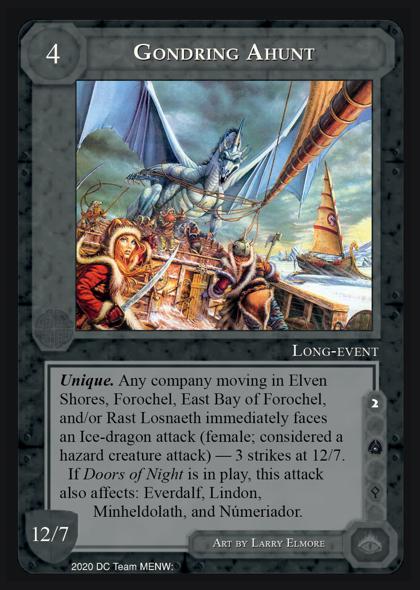 4
Gondring Ahunt
Long-event
Unique. Any company moving in Elven
Shores, Forochel, East Bay of Forochel,
and/or Rast Losnaeth immediately faces
an Ice-dragon attack (female; considered a
hazard creature attack) — 3 strikes at 12/7.
If Doors of Night is in play, this attack
also affects: Everdalf, Lindon,
Minheldolath, and Númeriador.
2
12/7
Art by Larry Elmore
2020 DC Team MENW: